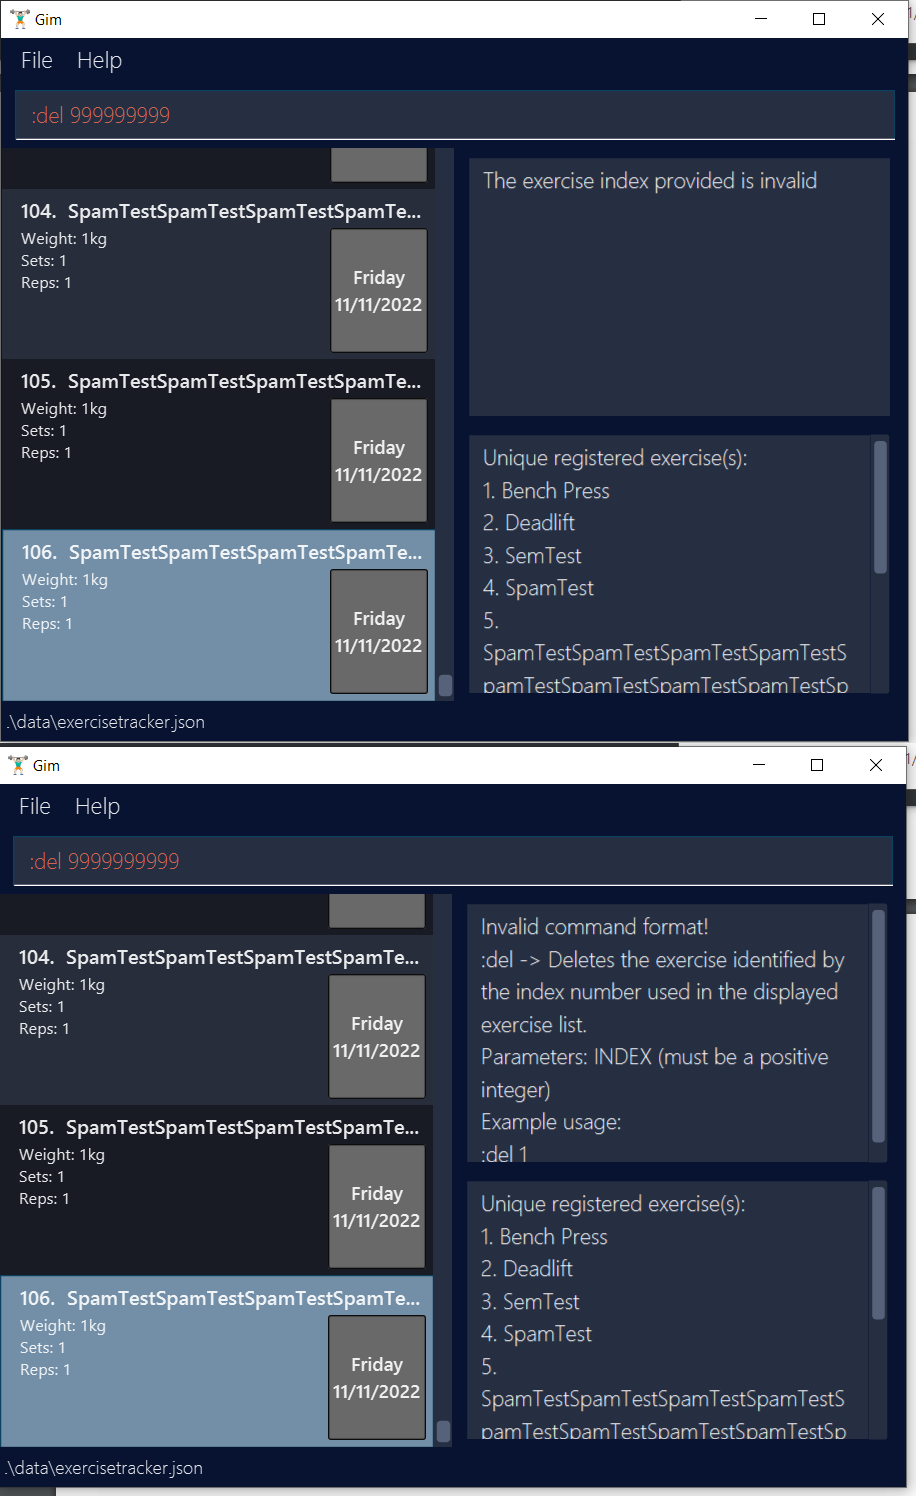 Gim
File Help
:del 999999999
104. SpamTestSpamTestSpamTestSpamTe...
Weight: 1kg
Sets: 1
Reps: 1
Friday
11/11/2022
105. SpamTestSpamTestSpamTestSpamTe...
Weight: 1kg
Sets: 1
Reps: 1
Friday
11/11/2022
106. SpamTestSpamTestSpamTestSpamTe...
Weight: 1kg
Sets: 1
Reps: 1
Friday
11/11/2022
The exercise index provided is invalid
Unique registered exercise(s):
1. Bench Press
2. Deadlift
3. SemTest
4. SpamTest
5.
SpamTestSpamTestSpamTestSpamTestS
pamTestSpamTestSpamTestSpamTestSp
.\data\exercisetracker.json
Gim
File Help
:del 9999999999
104. SpamTestSpamTestSpamTestSpamTe...
Weight: 1kg
Sets: 1
Reps: 1
Friday
11/11/2022
105. SpamTestSpamTestSpamTestSpamTe...
Weight: 1kg
Sets: 1
Reps: 1
Friday
11/11/2022
106. SpamTestSpamTestSpamTestSpamTe...
Weight: 1kg
Sets: 1
Reps: 1
Friday
11/11/2022
Invalid command format!
:del -> Deletes the exercise identified by
the index number used in the displayed
exercise list.
Parameters: INDEX (must be a positive
integer)
Example usage:
:del 1
Unique registered exercise(s):
1. Bench Press
2. Deadlift
3. SemTest
4. SpamTest
5.
SpamTestSpamTestSpamTestSpamTestS
pamTestSpamTestSpamTestSpamTestSp
.\data\exercisetracker.json